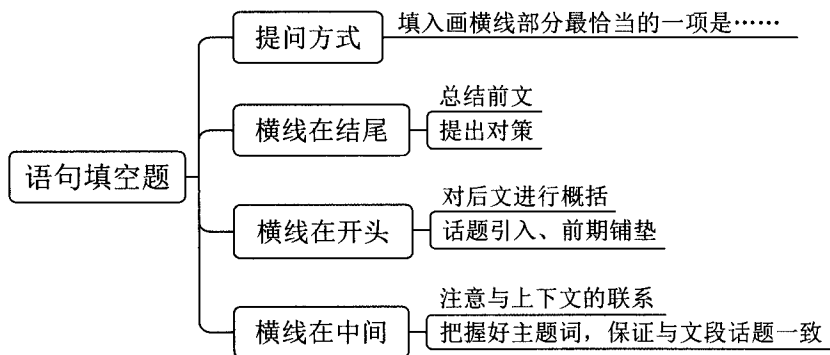 语句填空题
提问方式
填入画横线部分最恰当的一项是……
横线在结尾
总结前文
提出对策
横线在开头
对后文进行概括
话题引入、前期铺垫
横线在中间
注意与上下文的联系
把握好主题词，保证与文段话题一致